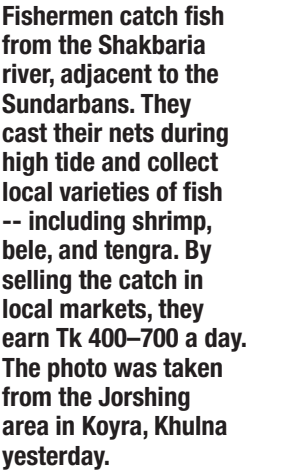 Fishermen catch fish
from the Shakbaria
river, adjacent to the
Sundarbans. They
cast their nets during
high tide and collect
local varieties of fish
-- including shrimp,
bele, and tengra. By
selling the catch in
local markets, they
earn Tk 400–700 a day.
The photo was taken
from the Jorshing
area in Koyra, Khulna
yesterday.